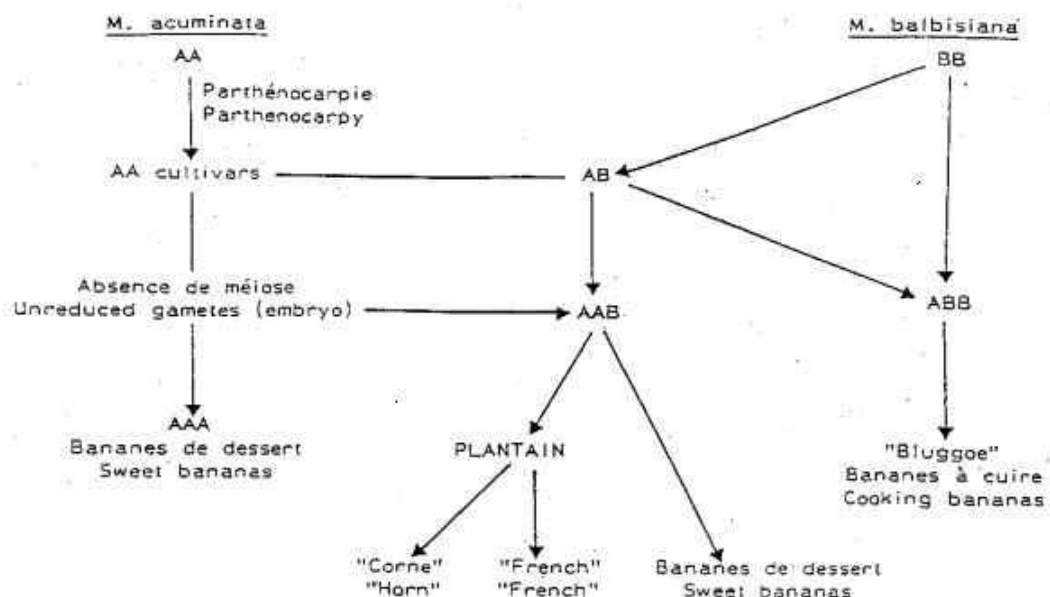 M. acuminata
M. balbisiana
AA
BB
Parthénocarpie
Parthenocarpy
AA cultivars
AB
Absence de méiose
Unreduced gametes (embryo)
AAB
ABB
AAA
Bananes de dessert
Sweet bananas
PLANTAIN
"Bluggoe"
Bananes à cuire
Cooking bananas
"Corne"
"Horn"
"French"
"French"
Bananes de dessert
Sweet bananas